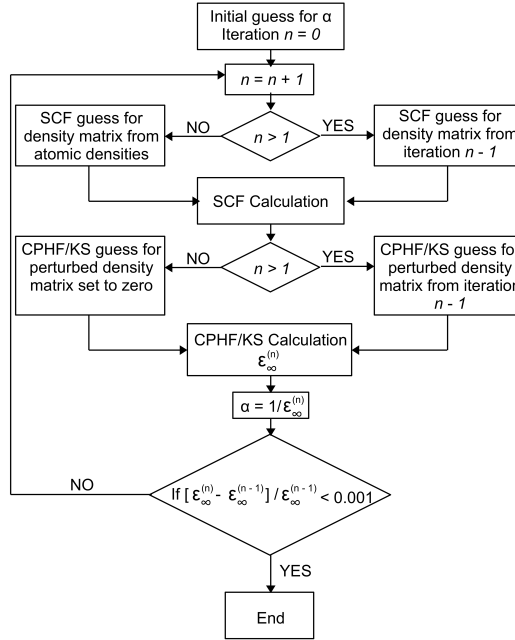 Initial guess for α
Iteration n = 0
n = n + 1
n > 1
NO
YES
SCF guess for
density matrix from
atomic densities
SCF guess for
density matrix from
iteration n - 1
SCF Calculation
n > 1
NO
YES
CPHF/KS guess for
perturbed density
matrix set to zero
CPHF/KS guess for
perturbed density
matrix from iteration
n - 1
CPHF/KS Calculation
ε∞(n)
α = 1/ε∞(n)
If [ε∞(n) - ε∞(n - 1)] / ε∞(n - 1) < 0.001
NO
YES
End